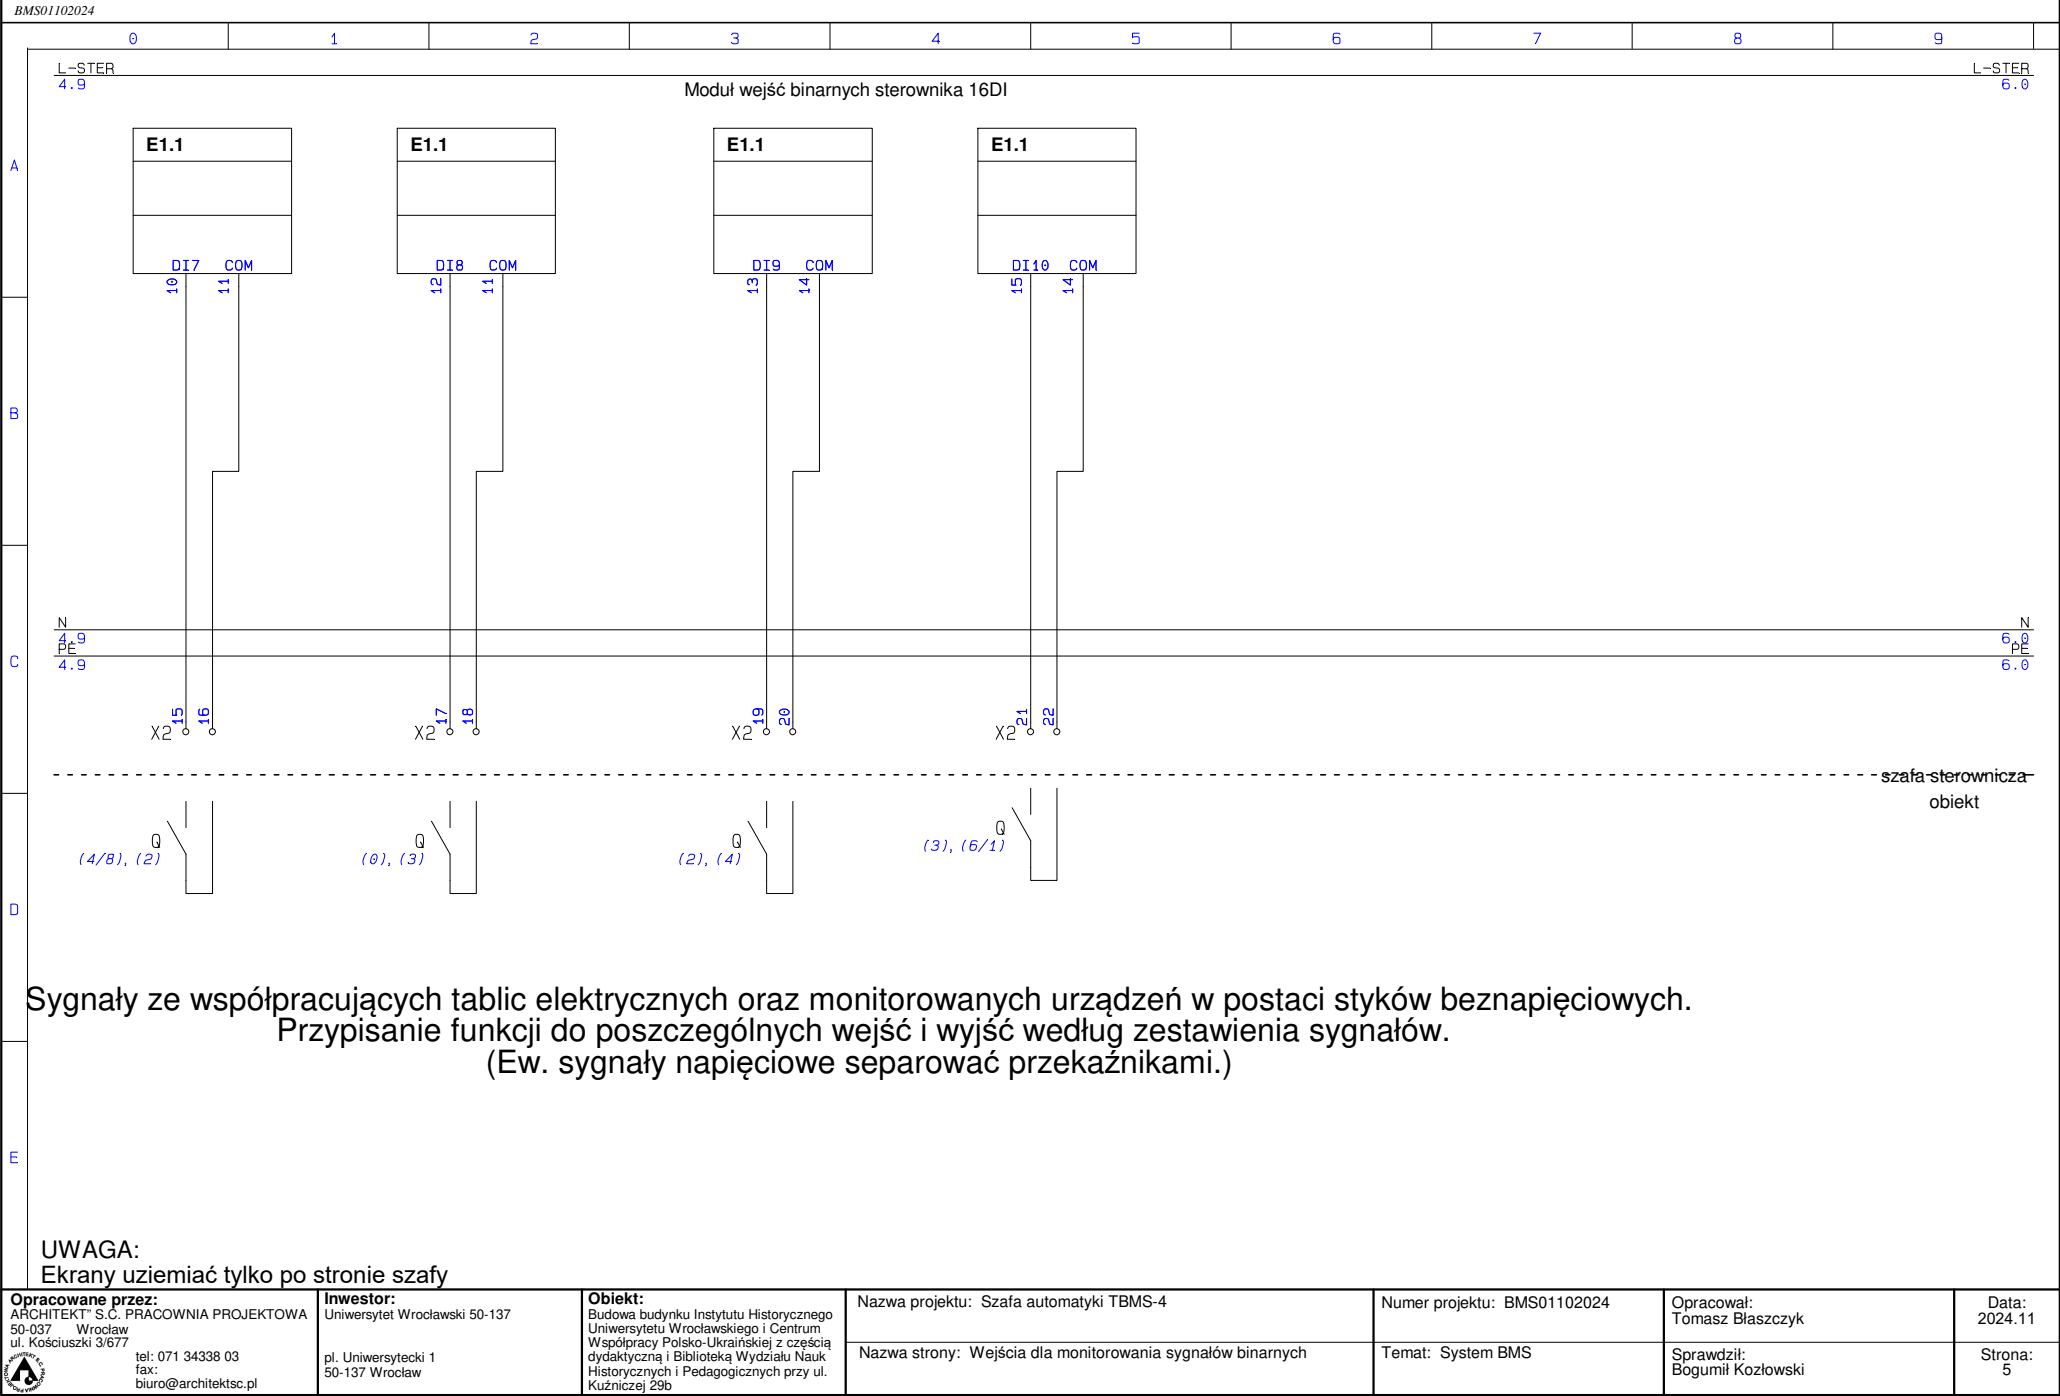 BMS01102024
0 1 2 3 4 5 6 7 8 9
L-STER L-STER
4.9 6.0
Moduł wejść binarnych sterownika 16DI
A
E1.1 E1.1 E1.1 E1.1
DI7 COM DI8 COM DI9 COM DI10 COM
10 11 12 11 13 14 15 14
B
N N
4.9 6.0
PE PE
4.9 6.0
C
15 16 17 18 19 20 21 22
X2 X2 X2 X2
szafa sterownicza
obiekt
Q Q Q Q
(4/8), (2) (0), (3) (2), (4) (3), (6/1)
D
Sygnały ze współpracujących tablic elektrycznych oraz monitorowanych urządzeń w postaci styków beznapięciowych.
Przypisanie funkcji do poszczególnych wejść i wyjść według zestawienia sygnałów.
(Ew. sygnały napięciowe separować przekaźnikami.)
E
UWAGA:
Ekrany uziemiać tylko po stronie szafy
Opracowane przez:
ARCHITEKT" S.C. PRACOWNIA PROJEKTOWA
50-037 Wrocław
ul. Kościuszki 3/677
tel: 071 34338 03
fax:
biuro@architektsc.pl
Inwestor:
Uniwersytet Wrocławski 50-137
pl. Uniwersytecki 1
50-137 Wrocław
Obiekt:
Budowa budynku Instytutu Historycznego
Uniwersytetu Wrocławskiego i Centrum
Współpracy Polsko-Ukraińskiej z częścią
dydaktyczną i Biblioteką Wydziału Nauk
Historycznych i Pedagogicznych przy ul.
Kuźniczej 29b
Nazwa projektu: Szafa automatyki TBMS-4
Nazwa strony: Wejścia dla monitorowania sygnałów binarnych
Numer projektu: BMS01102024
Temat: System BMS
Opracował:
Tomasz Błaszczyk
Sprawdził:
Bogumił Kozłowski
Data:
2024.11
Strona:
5